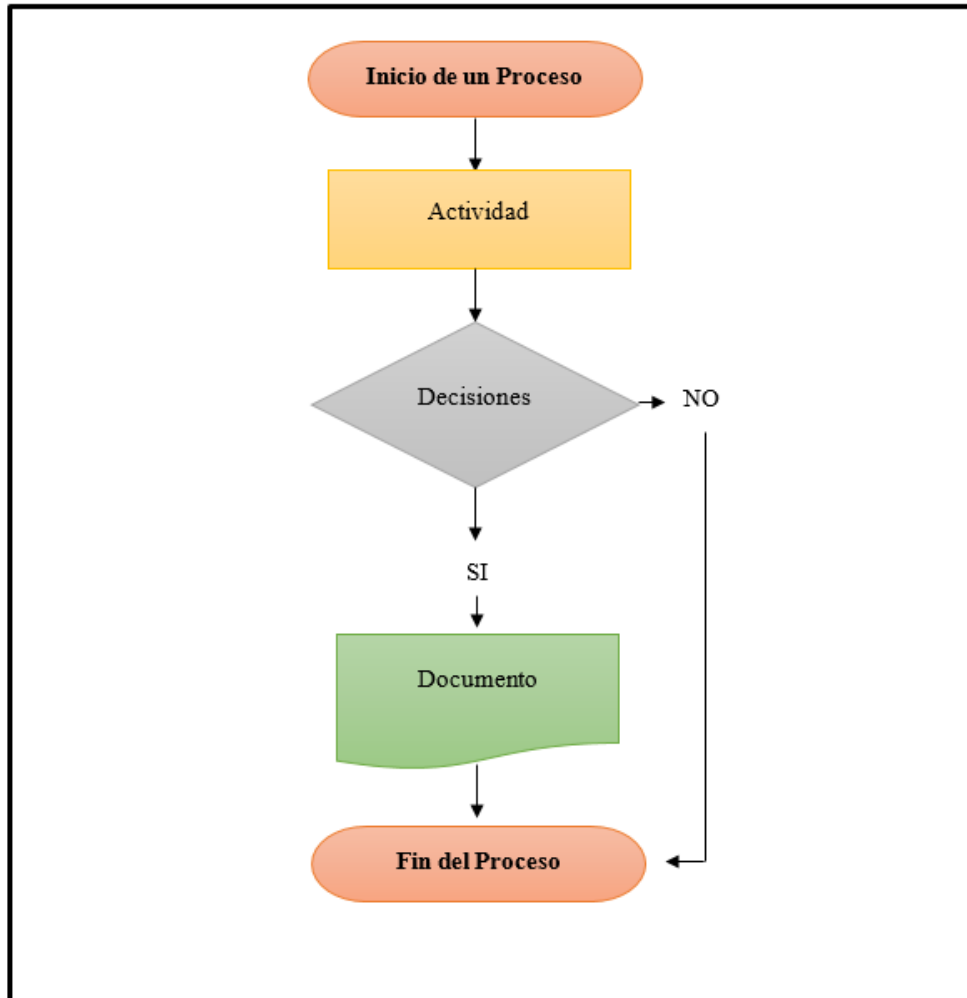 Inicio de un Proceso
Actividad
Decisiones
NO
SI
Documento
Fin del Proceso